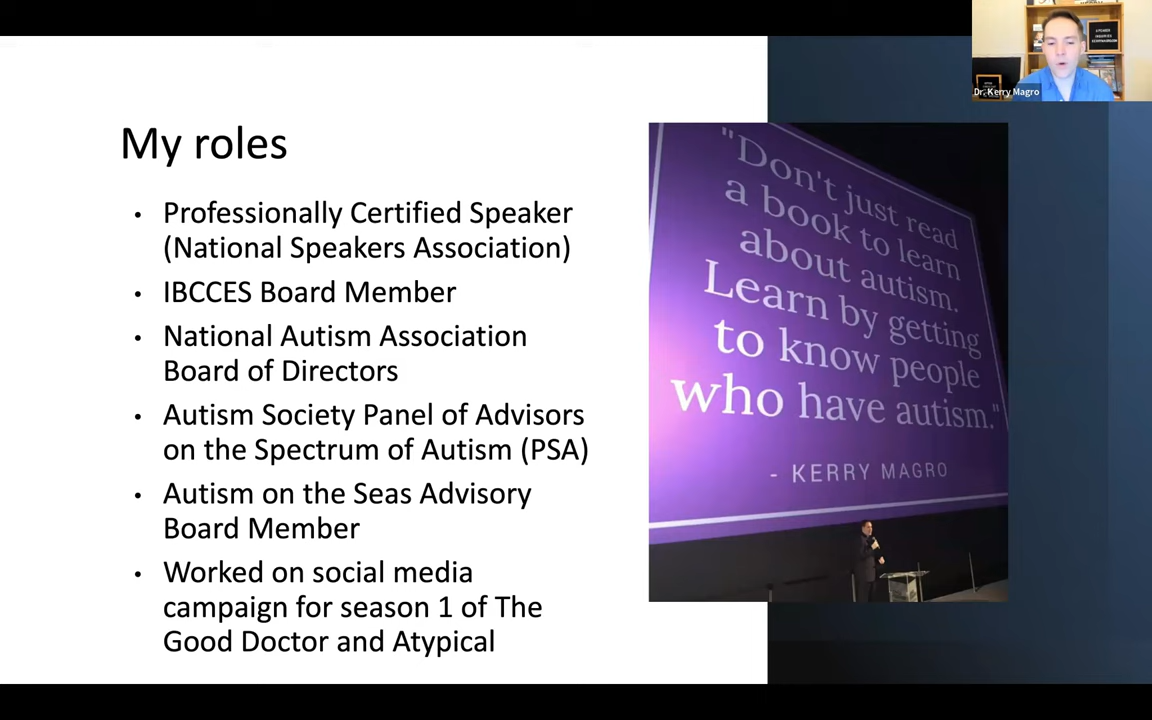 My roles
• Professionally Certified Speaker
(National Speakers Association)
• IBCCES Board Member
• National Autism Association
Board of Directors
• Autism Society Panel of Advisors
on the Spectrum of Autism (PSA)
• Autism on the Seas Advisory
Board Member
• Worked on social media
campaign for season 1 of The
Good Doctor and Atypical
"Don't just read
a book to learn
about autism.
Learn by getting
to know people
who have autism."
- KERRY MAGRO
Dr. Kerry Magro